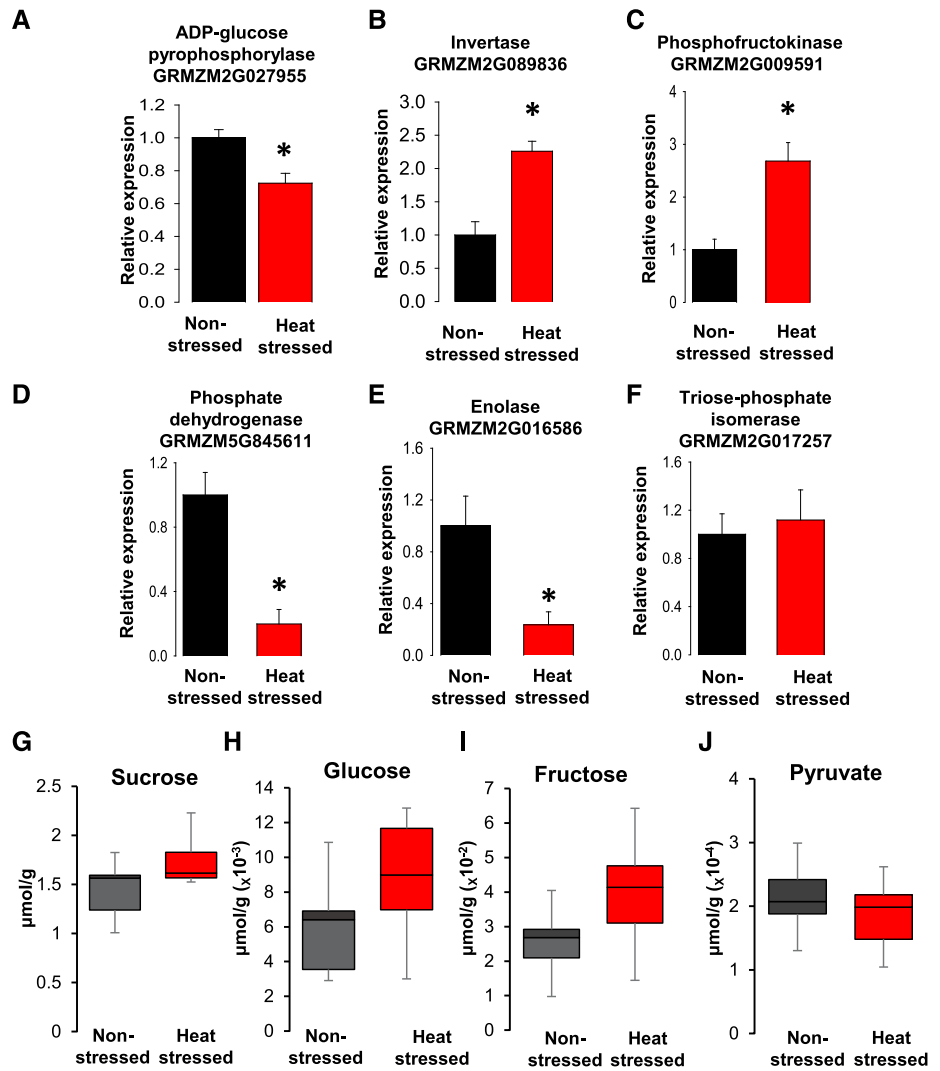 A
ADP-glucose
pyrophosphorylase
GRMZM2G027955
Relative expression
1.2
1.0
0.8
0.6
0.4
0.2
0.0
*
Non-
stressed
Heat
stressed
B
Invertase
GRMZM2G089836
Relative expression
3.0
2.5
2.0
1.5
1.0
0.5
0.0
*
Non-
stressed
Heat
stressed
C
Phosphofructokinase
GRMZM2G009591
Relative expression
4
3
2
1
0
*
Non-
stressed
Heat
stressed
D
Phosphate
dehydrogenase
GRMZM5G845611
Relative expression
1.2
0.8
0.4
0.0
*
Non-
stressed
Heat
stressed
E
Enolase
GRMZM2G016586
Relative expression
1.6
1.2
0.8
0.4
0.0
*
Non-
stressed
Heat
stressed
F
Triose-phosphate
isomerase
GRMZM2G017257
Relative expression
1.6
1.2
0.8
0.4
0.0
Non-
stressed
Heat
stressed
G
Sucrose
µmol/g
2.5
2
1.5
1
0.5
0
Non-
stressed
Heat
stressed
H
Glucose
µmol/g (x10-3)
14
12
10
8
6
4
2
0
Non-
stressed
Heat
stressed
I
Fructose
µmol/g (x10-2)
7
6
5
4
3
2
1
0
Non-
stressed
Heat
stressed
J
Pyruvate
µmol/g (x10-4)
4
3
2
1
0
Non-
stressed
Heat
stressed